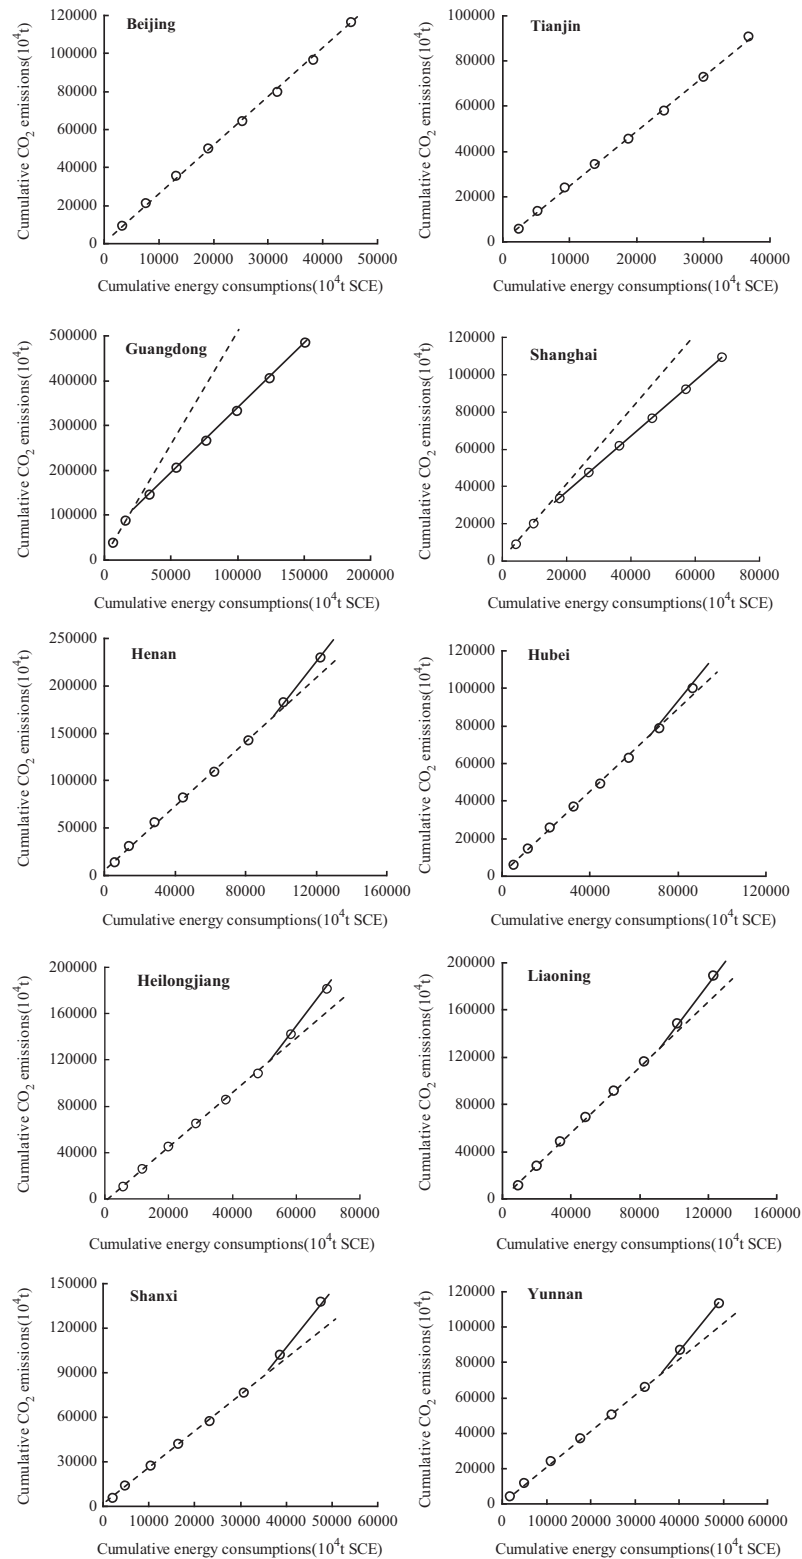 Beijing
Cumulative CO2 emissions(10^4t)
120000
100000
80000
60000
40000
20000
0
0 10000 20000 30000 40000 50000
Cumulative energy consumptions(10^4t SCE)
Tianjin
Cumulative CO2 emissions(10^4t)
100000
80000
60000
40000
20000
0
0 10000 20000 30000 40000
Cumulative energy consumptions(10^4t SCE)
Guangdong
Cumulative CO2 emissions(10^4t)
500000
400000
300000
200000
100000
0
0 50000 100000 150000 200000
Cumulative energy consumptions(10^4t SCE)
Shanghai
Cumulative CO2 emissions(10^4t)
120000
100000
80000
60000
40000
20000
0
0 20000 40000 60000 80000
Cumulative energy consumptions(10^4t SCE)
Henan
Cumulative CO2 emissions(10^4t)
250000
200000
150000
100000
50000
0
0 40000 80000 120000 160000
Cumulative energy consumptions(10^4t SCE)
Hubei
Cumulative CO2 emissions(10^4t)
120000
100000
80000
60000
40000
20000
0
0 40000 80000 120000
Cumulative energy consumptions(10^4t SCE)
Heilongjiang
Cumulative CO2 emissions(10^4t)
200000
160000
120000
80000
40000
0
0 20000 40000 60000 80000
Cumulative energy consumptions(10^4t SCE)
Liaoning
Cumulative CO2 emissions(10^4t)
200000
160000
120000
80000
40000
0
0 40000 80000 120000 160000
Cumulative energy consumptions(10^4t SCE)
Shanxi
Cumulative CO2 emissions(10^4t)
150000
120000
90000
60000
30000
0
0 10000 20000 30000 40000 50000 60000
Cumulative energy consumptions(10^4t SCE)
Yunnan
Cumulative CO2 emissions(10^4t)
120000
100000
80000
60000
40000
20000
0
0 10000 20000 30000 40000 50000 60000
Cumulative energy consumptions(10^4t SCE)